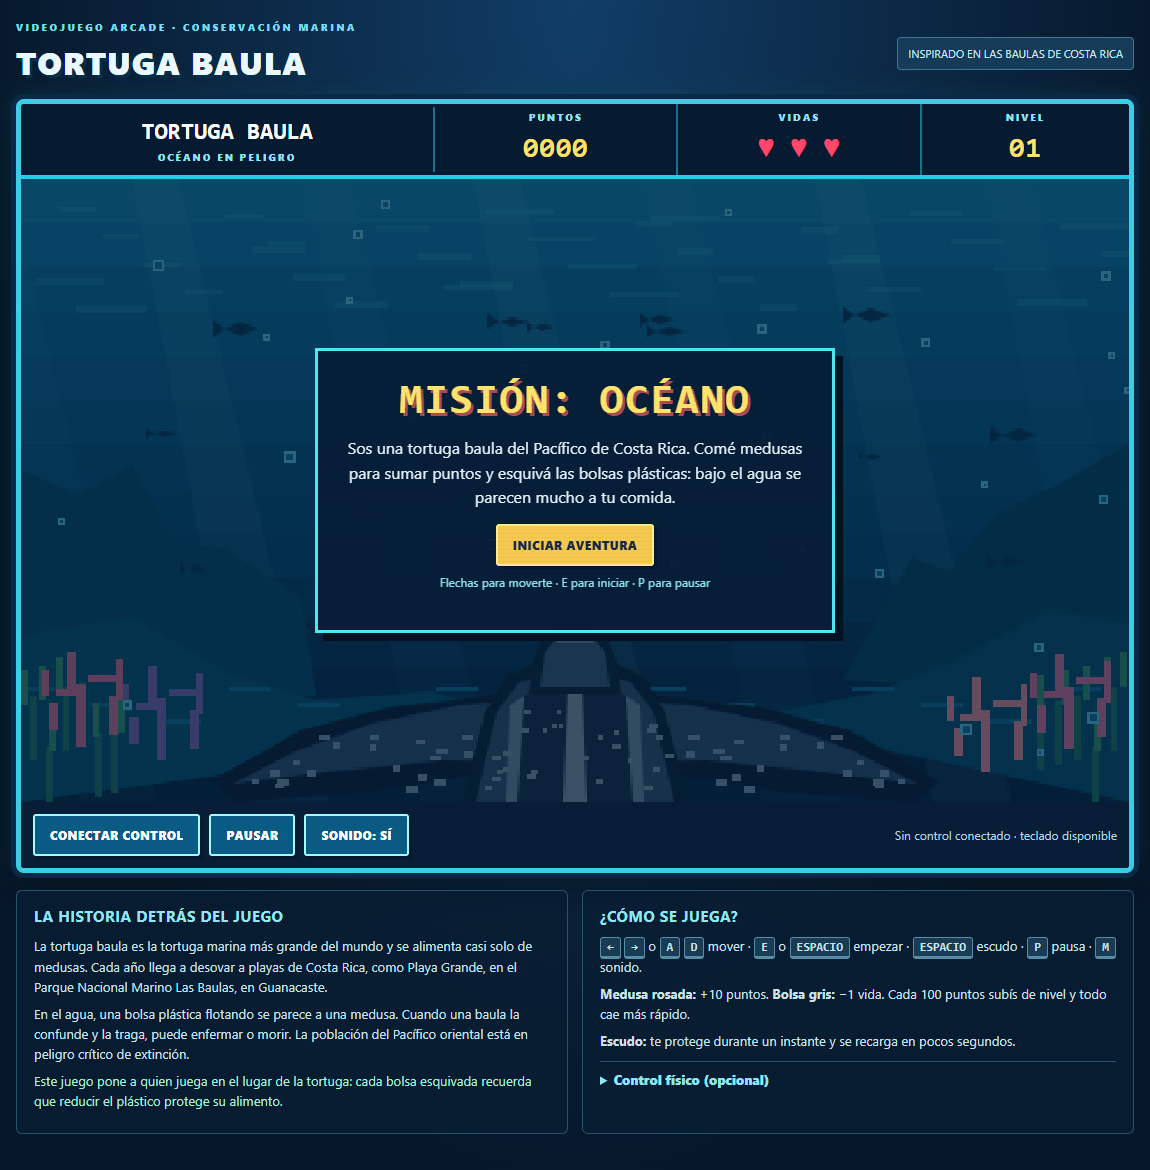 VIDEOJUEGO ARCADE · CONSERVACIÓN MARINA
TORTUGA BAULA
INSPIRADO EN LAS BAULAS DE COSTA RICA
TORTUGA BAULA
OCÉANO EN PELIGRO
PUNTOS
0000
VIDAS
♥ ♥ ♥
NIVEL
01
MISIÓN: OCÉANO
Sos una tortuga baula del Pacífico de Costa Rica. Comé medusas
para sumar puntos y esquivá las bolsas plásticas: bajo el agua se
parecen mucho a tu comida.
INICIAR AVENTURA
Flechas para moverte · E para iniciar · P para pausar
CONECTAR CONTROL
PAUSAR
SONIDO: SÍ
Sin control conectado · teclado disponible
LA HISTORIA DETRÁS DEL JUEGO
La tortuga baula es la tortuga marina más grande del mundo y se alimenta casi solo de
medusas. Cada año llega a desovar a playas de Costa Rica, como Playa Grande, en el
Parque Nacional Marino Las Baulas, en Guanacaste.
En el agua, una bolsa plástica flotando se parece a una medusa. Cuando una baula la
confunde y la traga, puede enfermar o morir. La población del Pacífico oriental está en
peligro crítico de extinción.
Este juego pone a quien juega en el lugar de la tortuga: cada bolsa esquivada recuerda
que reducir el plástico protege su alimento.
¿CÓMO SE JUEGA?
← → o A D mover · E o ESPACIO empezar · ESPACIO escudo · P pausa · M
sonido.
Medusa rosada: +10 puntos. Bolsa gris: −1 vida. Cada 100 puntos subís de nivel y todo
cae más rápido.
Escudo: te protege durante un instante y se recarga en pocos segundos.
▶ Control físico (opcional)